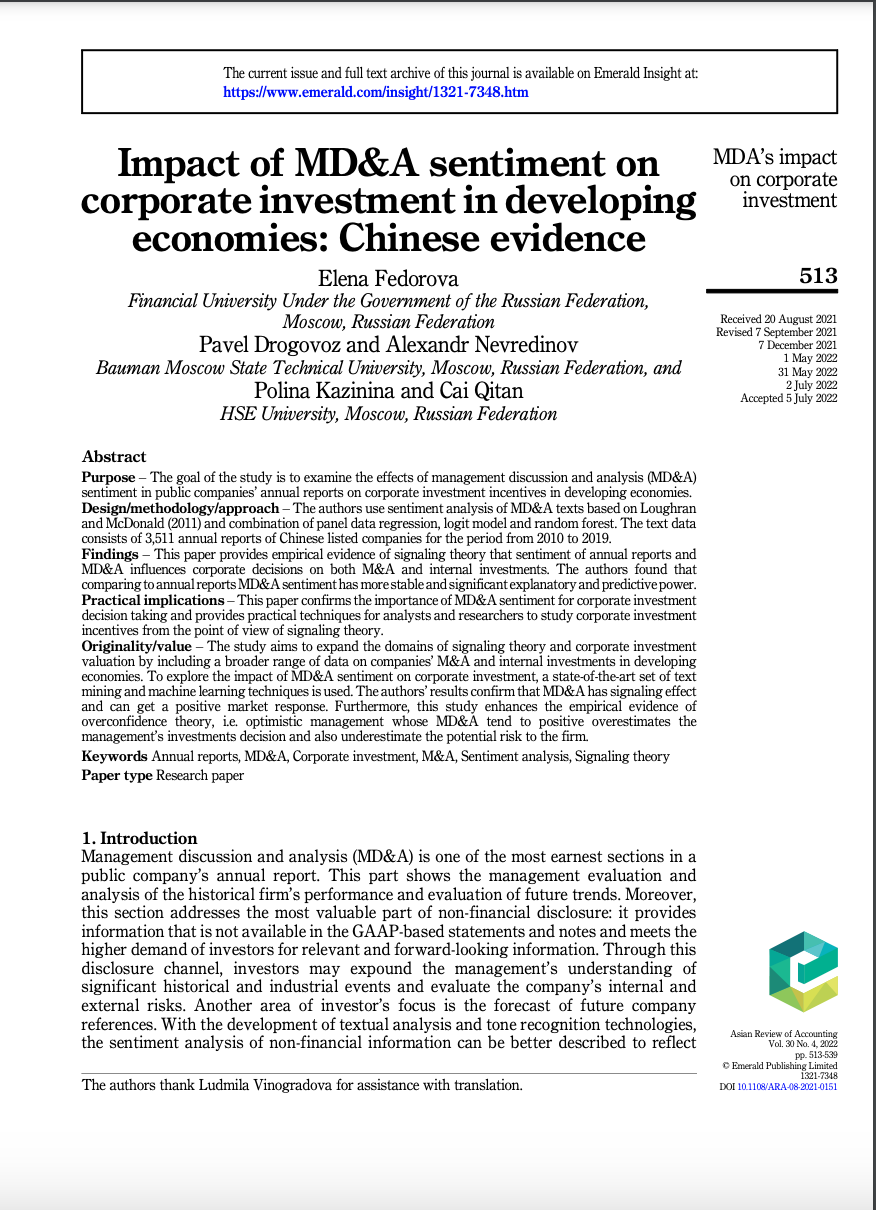 The current issue and full text archive of this journal is available on Emerald Insight at:
https://www.emerald.com/insight/1321-7348.htm
Impact of MD&A sentiment on
corporate investment in developing
economies: Chinese evidence
Elena Fedorova
Financial University Under the Government of the Russian Federation,
Moscow, Russian Federation
Pavel Drogovoz and Alexandr Nevredinov
Bauman Moscow State Technical University, Moscow, Russian Federation, and
Polina Kazinina and Cai Qitan
HSE University, Moscow, Russian Federation
MDA's impact
on corporate
investment
513
Received 20 August 2021
Revised 7 September 2021
7 December 2021
1 May 2022
31 May 2022
2 July 2022
Accepted 5 July 2022
Abstract
Purpose – The goal of the study is to examine the effects of management discussion and analysis (MD&A)
sentiment in public companies' annual reports on corporate investment incentives in developing economies.
Design/methodology/approach – The authors use sentiment analysis of MD&A texts based on Loughran
and McDonald (2011) and combination of panel data regression, logit model and random forest. The text data
consists of 3,511 annual reports of Chinese listed companies for the period from 2010 to 2019.
Findings – This paper provides empirical evidence of signaling theory that sentiment of annual reports and
MD&A influences corporate decisions on both M&A and internal investments. The authors found that
comparing to annual reports MD&A sentiment has more stable and significant explanatory and predictive power.
Practical implications – This paper confirms the importance of MD&A sentiment for corporate investment
decision taking and provides practical techniques for analysts and researchers to study corporate investment
incentives from the point of view of signaling theory.
Originality/value – The study aims to expand the domains of signaling theory and corporate investment
valuation by including a broader range of data on companies' M&A and internal investments in developing
economies. To explore the impact of MD&A sentiment on corporate investment, a state-of-the-art set of text
mining and machine learning techniques is used. The authors' results confirm that MD&A has signaling effect
and can get a positive market response. Furthermore, this study enhances the empirical evidence of
overconfidence theory, i.e. optimistic management whose MD&A tend to positive overestimates the
management's investments decision and also underestimate the potential risk to the firm.
Keywords Annual reports, MD&A, Corporate investment, M&A, Sentiment analysis, Signaling theory
Paper type Research paper
1. Introduction
Management discussion and analysis (MD&A) is one of the most earnest sections in a
public company's annual report. This part shows the management evaluation and
analysis of the historical firm's performance and evaluation of future trends. Moreover,
this section addresses the most valuable part of non-financial disclosure: it provides
information that is not available in the GAAP-based statements and notes and meets the
higher demand of investors for relevant and forward-looking information. Through this
disclosure channel, investors may expound the management's understanding of
significant historical and industrial events and evaluate the company's internal and
external risks. Another area of investor's focus is the forecast of future company
references. With the development of textual analysis and tone recognition technologies,
the sentiment analysis of non-financial information can be better described to reflect
The authors thank Ludmila Vinogradova for assistance with translation.
Asian Review of Accounting
Vol. 30 No. 4, 2022
pp. 513-539
© Emerald Publishing Limited
1321-7348
DOI 10.1108/ARA-08-2021-0151